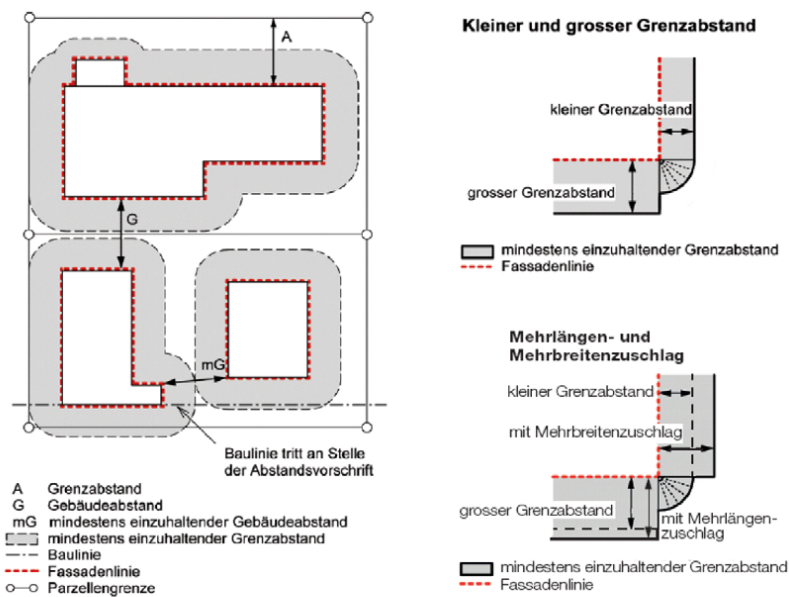 A
G
mG
Baulinie tritt an Stelle
der Abstandsvorschrift
A Grenzabstand
G Gebäudeabstand
mG mindestens einzuhaltender Gebäudeabstand
mindestens einzuhaltender Grenzabstand
Baulinie
Fassadenlinie
Parzellengrenze
Kleiner und grosser Grenzabstand
kleiner Grenzabstand
grosser Grenzabstand
mindestens einzuhaltender Grenzabstand
Fassadenlinie
Mehrlängen- und
Mehrbreitenzuschlag
kleiner Grenzabstand
mit Mehrbreitenzuschlag
grosser Grenzabstand
mit Mehrlängen-
zuschlag
mindestens einzuhaltender Grenzabstand
Fassadenlinie